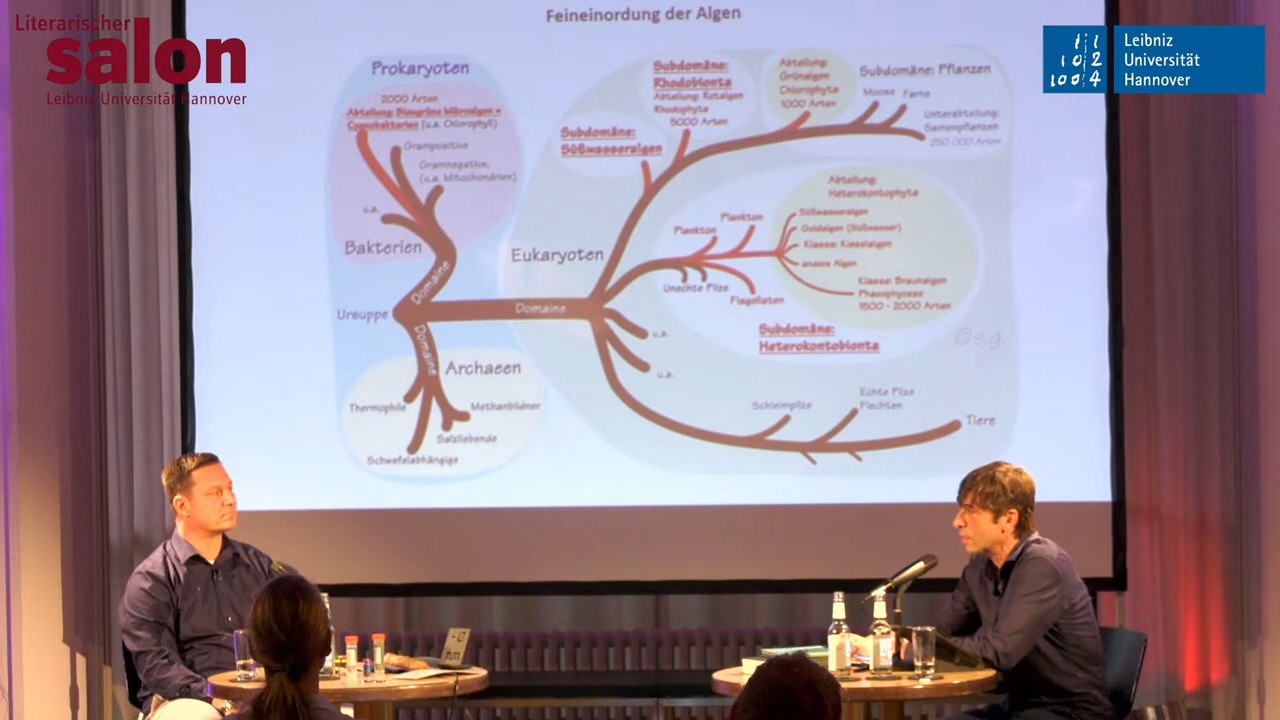 Literarischer
salon
Leibniz Universität Hannover
Leibniz
Universität
Hannover
Feineinordung der Algen
Prokaryoten
2000 Arten
Abteilung: Blaugrüne Mikroalgen =
Cyanobakterien (u.a. Chlorophyll)
Grampositive
Gramnegative,
(u.a. Mitochondrien)
u.a.
Bakterien
Domaine
Ursuppe
Domaine
Domaine
Archaeen
Thermophile
Methanbildner
Salzliebende
Schwefelabhängige
Eukaryoten
Subdomäne:
Süßwasseralgen
Subdomäne:
Rhodobionta
Abteilung: Rotalgen
Rhodophyta
5000 Arten
Abteilung:
Grünalgen
Chlorophyta
1000 Arten
Subdomäne: Pflanzen
Moose
Farne
Unterabteilung:
Samenpflanzen
250 000 Arten
Abteilung:
Heterokontophyta
Süßwasseralgen
Goldalgen (Süßwasser)
Klasse: Kieselalgen
andere Algen
Klasse: Braunalgen
Phaeophyceae
1500 - 2000 Arten
Plankton
Plankton
Unechte Pilze
Flagellaten
Subdomäne:
Heterokontobionta
u.a.
u.a.
©s.g.
Schleimpilze
Echte Pilze
Flechten
Tiere
TUM